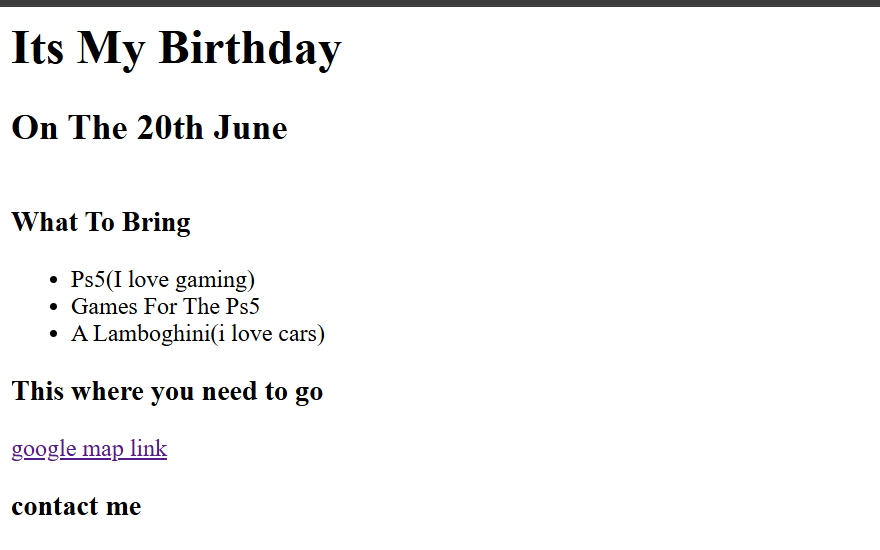 Its My Birthday
On The 20th June
What To Bring
Ps5(I love gaming)
Games For The Ps5
A Lamboghini(i love cars)
This where you need to go
google map link
contact me